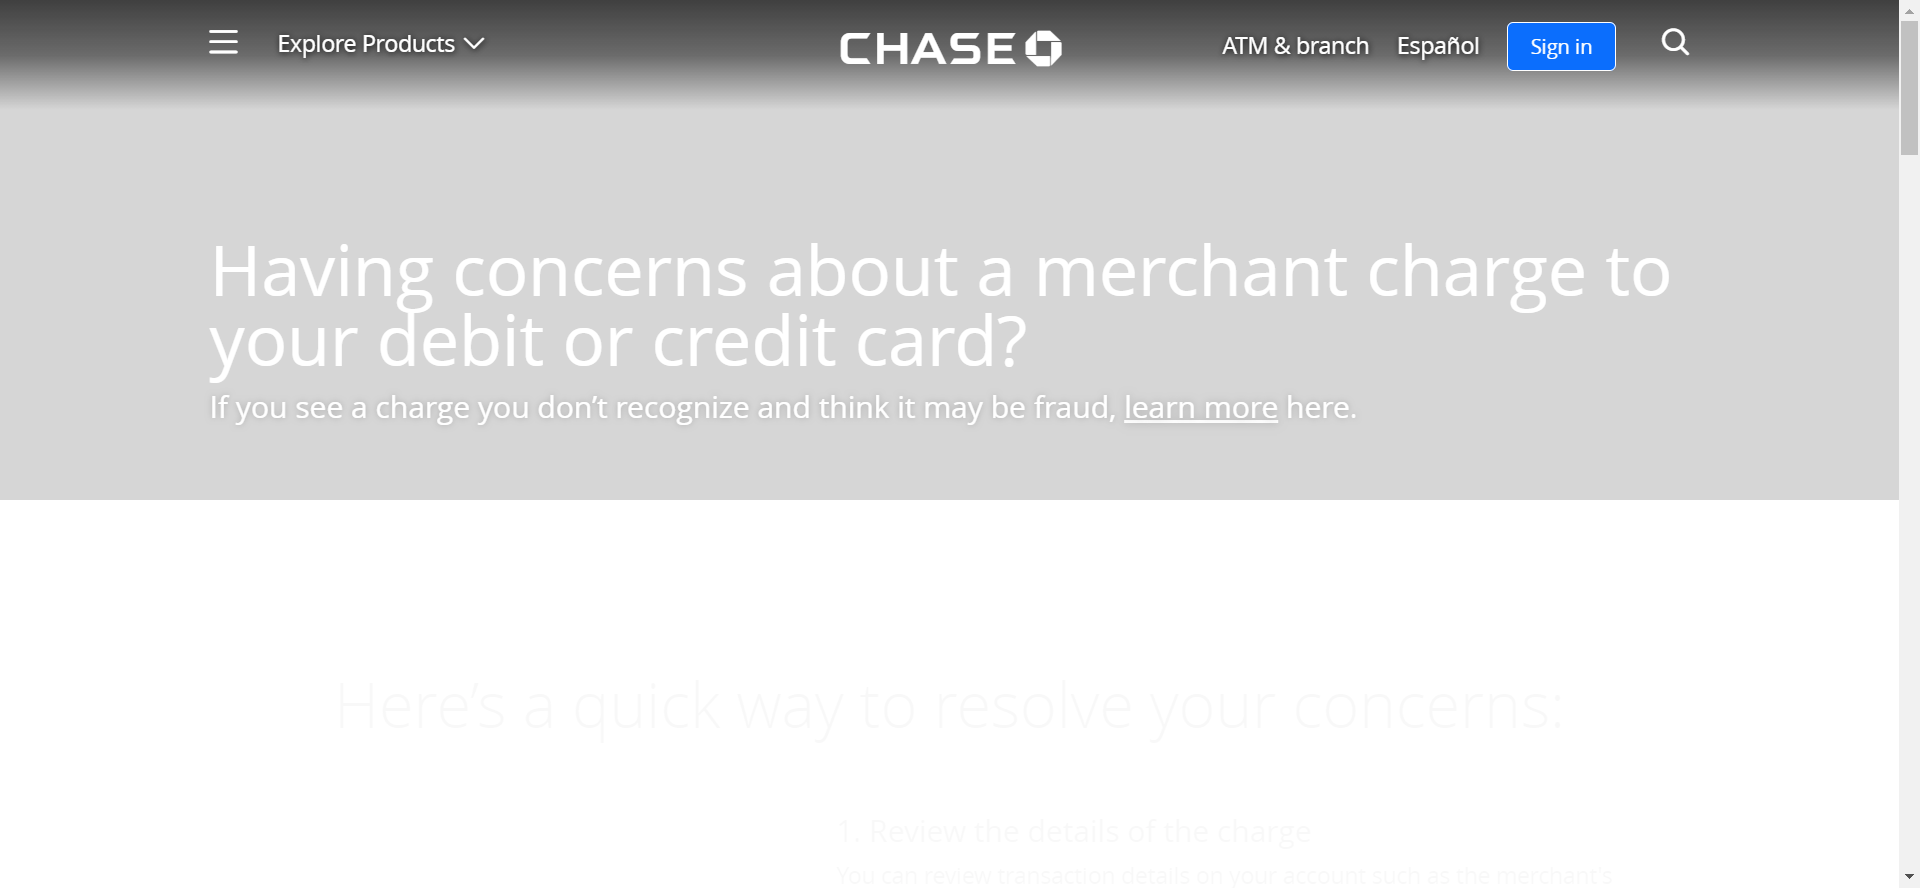 Explore Products
CHASE
ATM & branch
Español
Sign in
Having concerns about a merchant charge to
your debit or credit card?
If you see a charge you don’t recognize and think it may be fraud, learn more here.
Here’s a quick way to resolve your concerns:
1. Review the details of the charge
You can review transaction details on your account such as the merchant’s